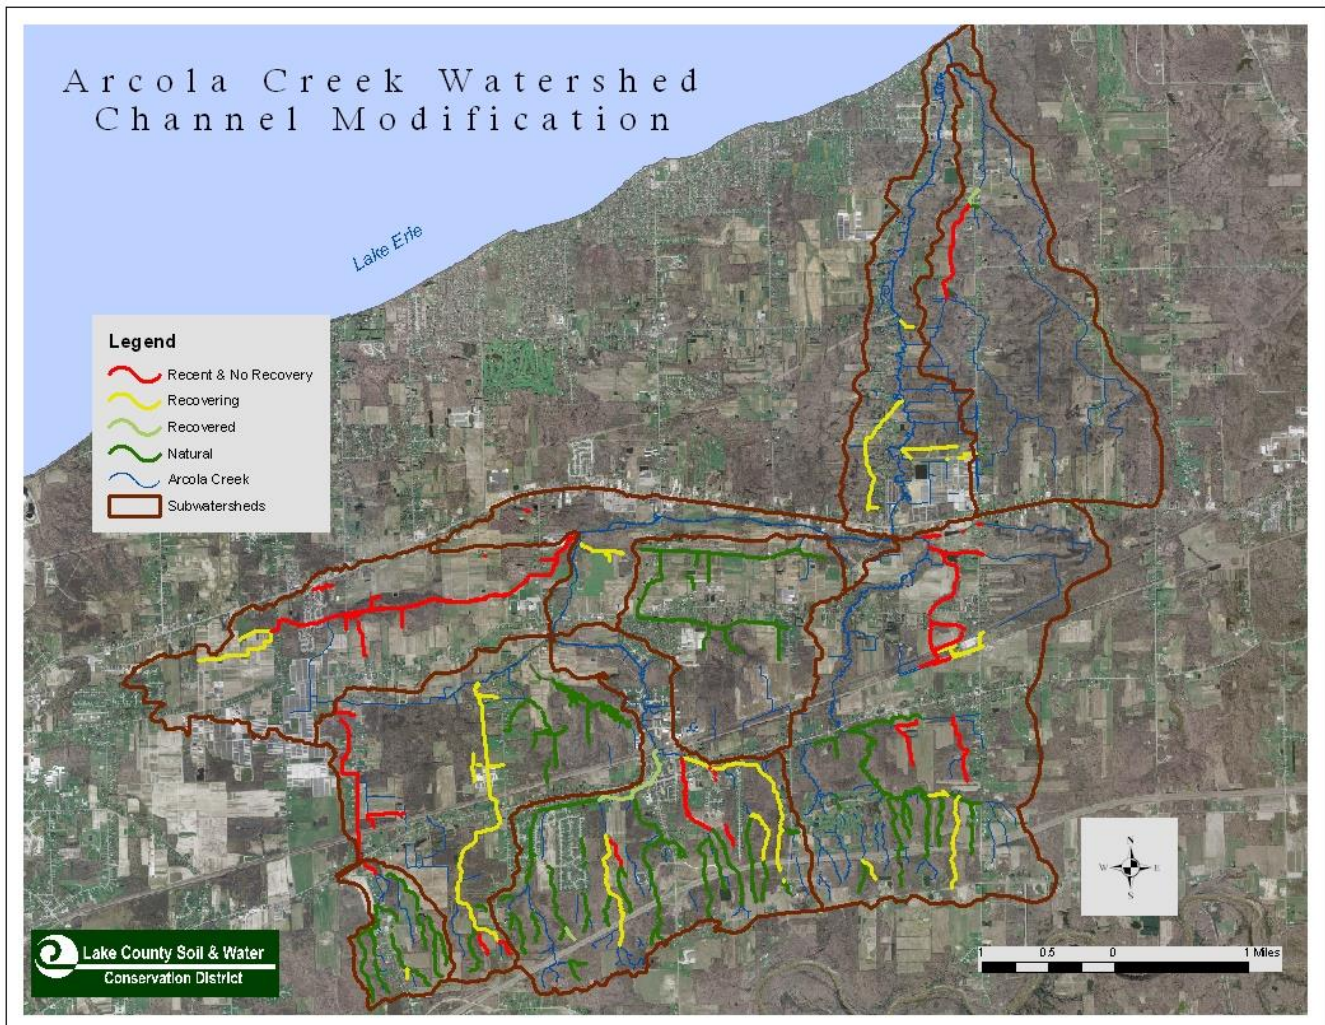 Arcola Creek Watershed
Channel Modification
Lake Erie
Legend
Recent & No Recovery
Recovering
Recovered
Natural
Arcola Creek
Subwatersheds
N
W E
S
Lake County Soil & Water
Conservation District
1 0.5 0 1 Miles